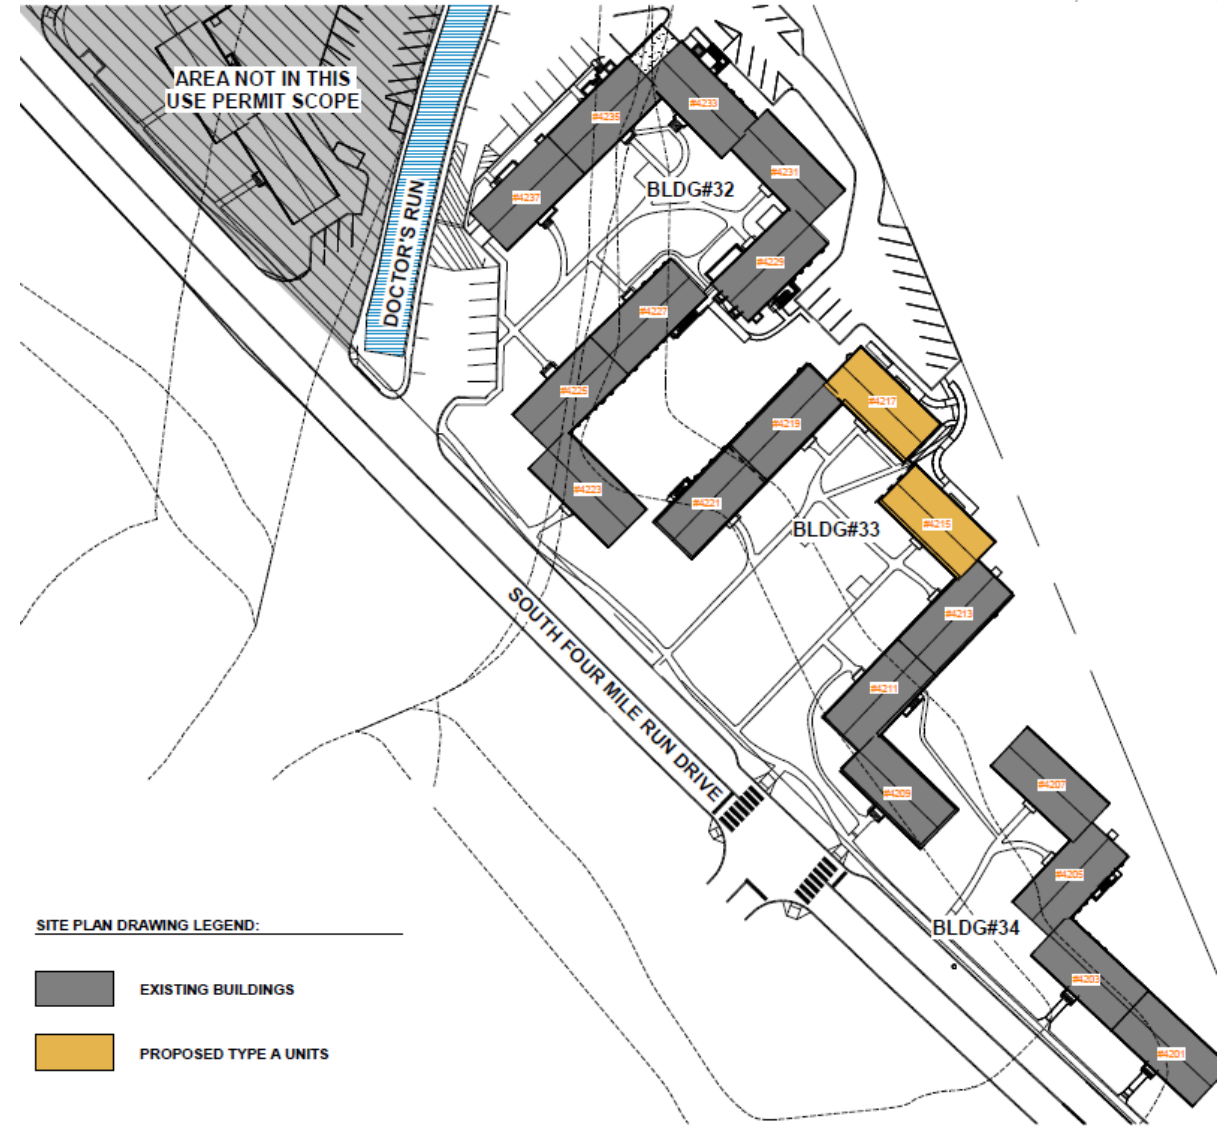 AREA NOT IN THIS
USE PERMIT SCOPE
DOCTOR'S RUN
#4235
#4233
#4231
#4237
BLDG#32
#4229
#4227
#4225
#4223
#4217
#4219
#4221
#4215
BLDG#33
#4213
#4211
#4209
SOUTH FOUR MILE RUN DRIVE
#4207
#4205
BLDG#34
#4203
#4201
SITE PLAN DRAWING LEGEND:
EXISTING BUILDINGS
PROPOSED TYPE A UNITS